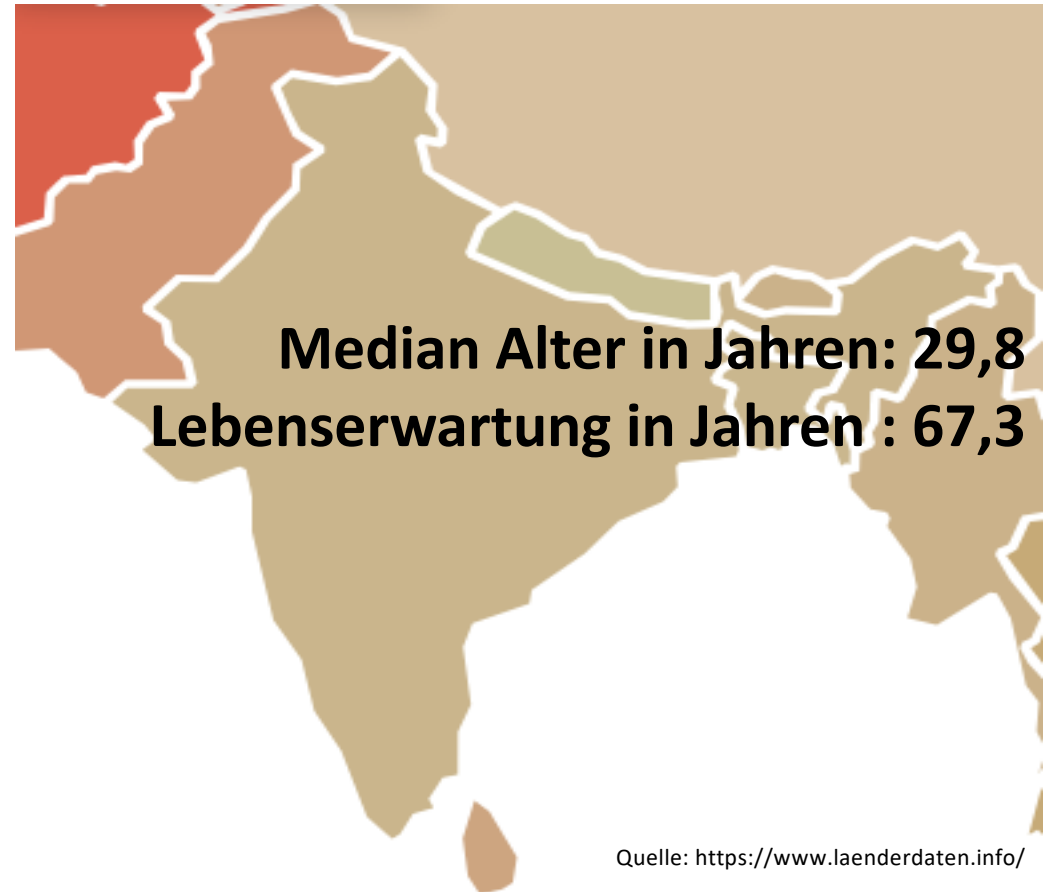 Median Alter in Jahren: 29,8
Lebenserwartung in Jahren : 67,3
Quelle: https://www.laenderdaten.info/